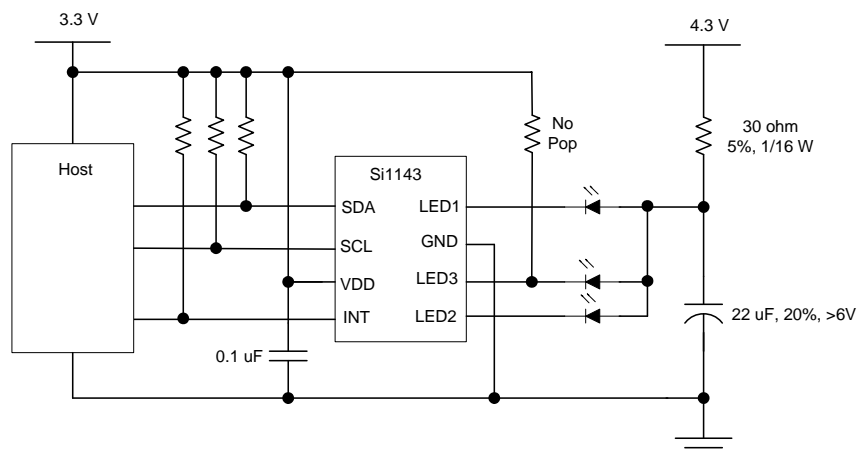 3.3 V
4.3 V
No
Pop
30 ohm
5%, 1/16 W
Host
Si1143
SDA
LED1
SCL
GND
VDD
LED3
INT
LED2
22 uF, 20%, >6V
0.1 uF